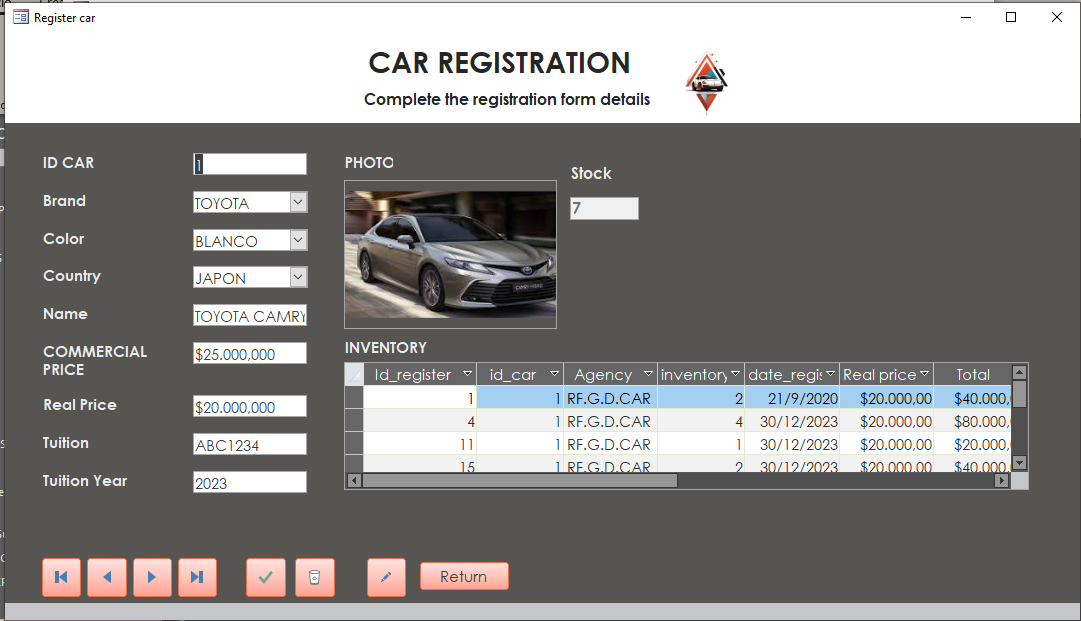 Register car
CAR REGISTRATION
Complete the registration form details
ID CAR 1
Brand TOYOTA
Color BLANCO
Country JAPON
Name TOYOTA CAMRY
COMMERCIAL PRICE $25.000,000
Real Price $20.000,000
Tuition ABC1234
Tuition Year 2023
PHOTO
CAMRY HYBRID
Stock
7
INVENTORY
Id_register id_car Agency inventory date_regis Real price Total
1 1 RF.G.D.CAR 2 21/9/2020 $20.000,00 $40.000,
4 1 RF.G.D.CAR 4 30/12/2023 $20.000,00 $80.000,
11 1 RF.G.D.CAR 1 30/12/2023 $20.000,00 $20.000,
15 1 RF.G.D.CAR 2 30/12/2023 $20.000,00 $40.000,
Return